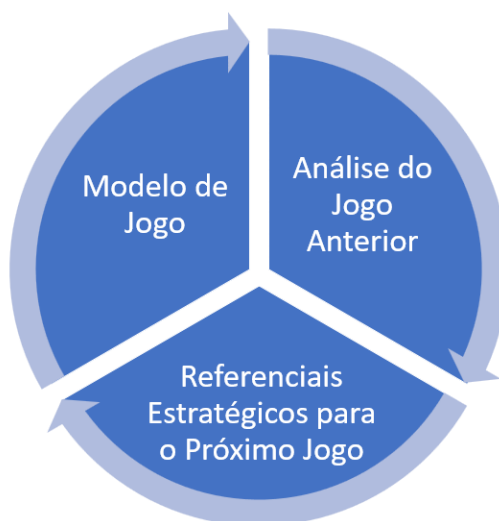 Modelo de
Jogo
Análise do
Jogo
Anterior
Referenciais
Estratégicos para
o Próximo Jogo